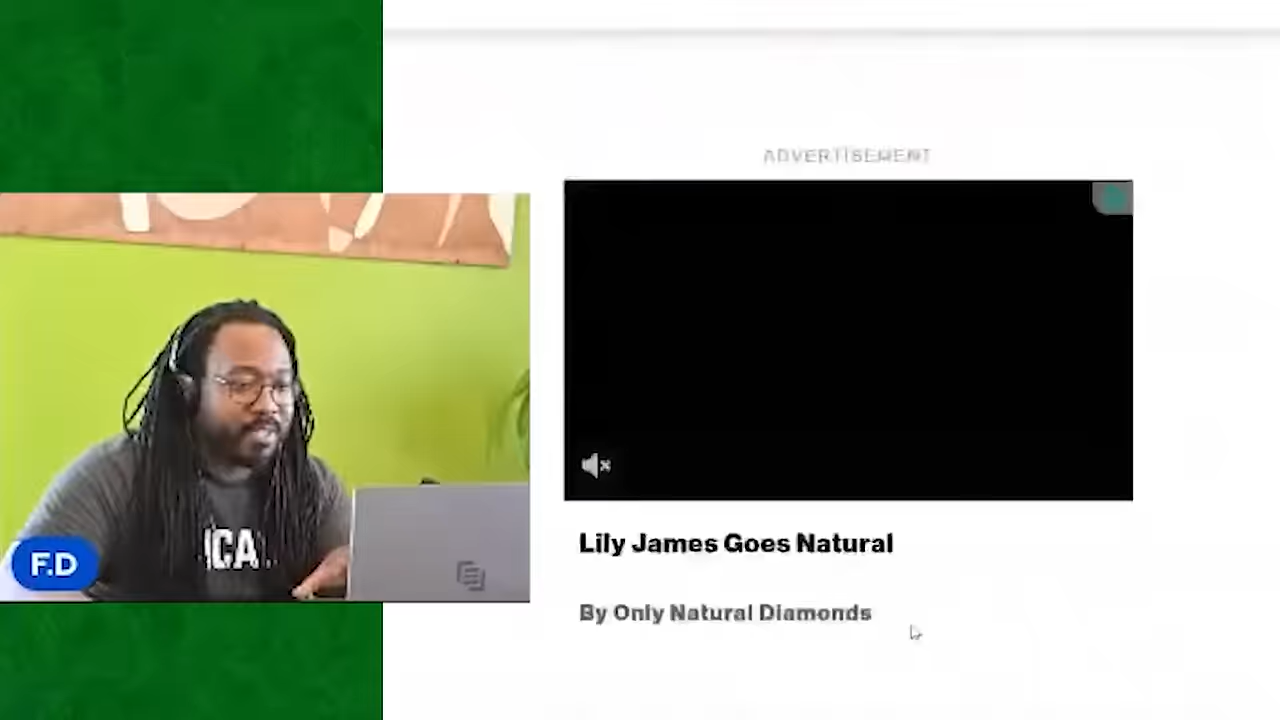 ADVERTISEMENT
Lily James Goes Natural
By Only Natural Diamonds
F.D